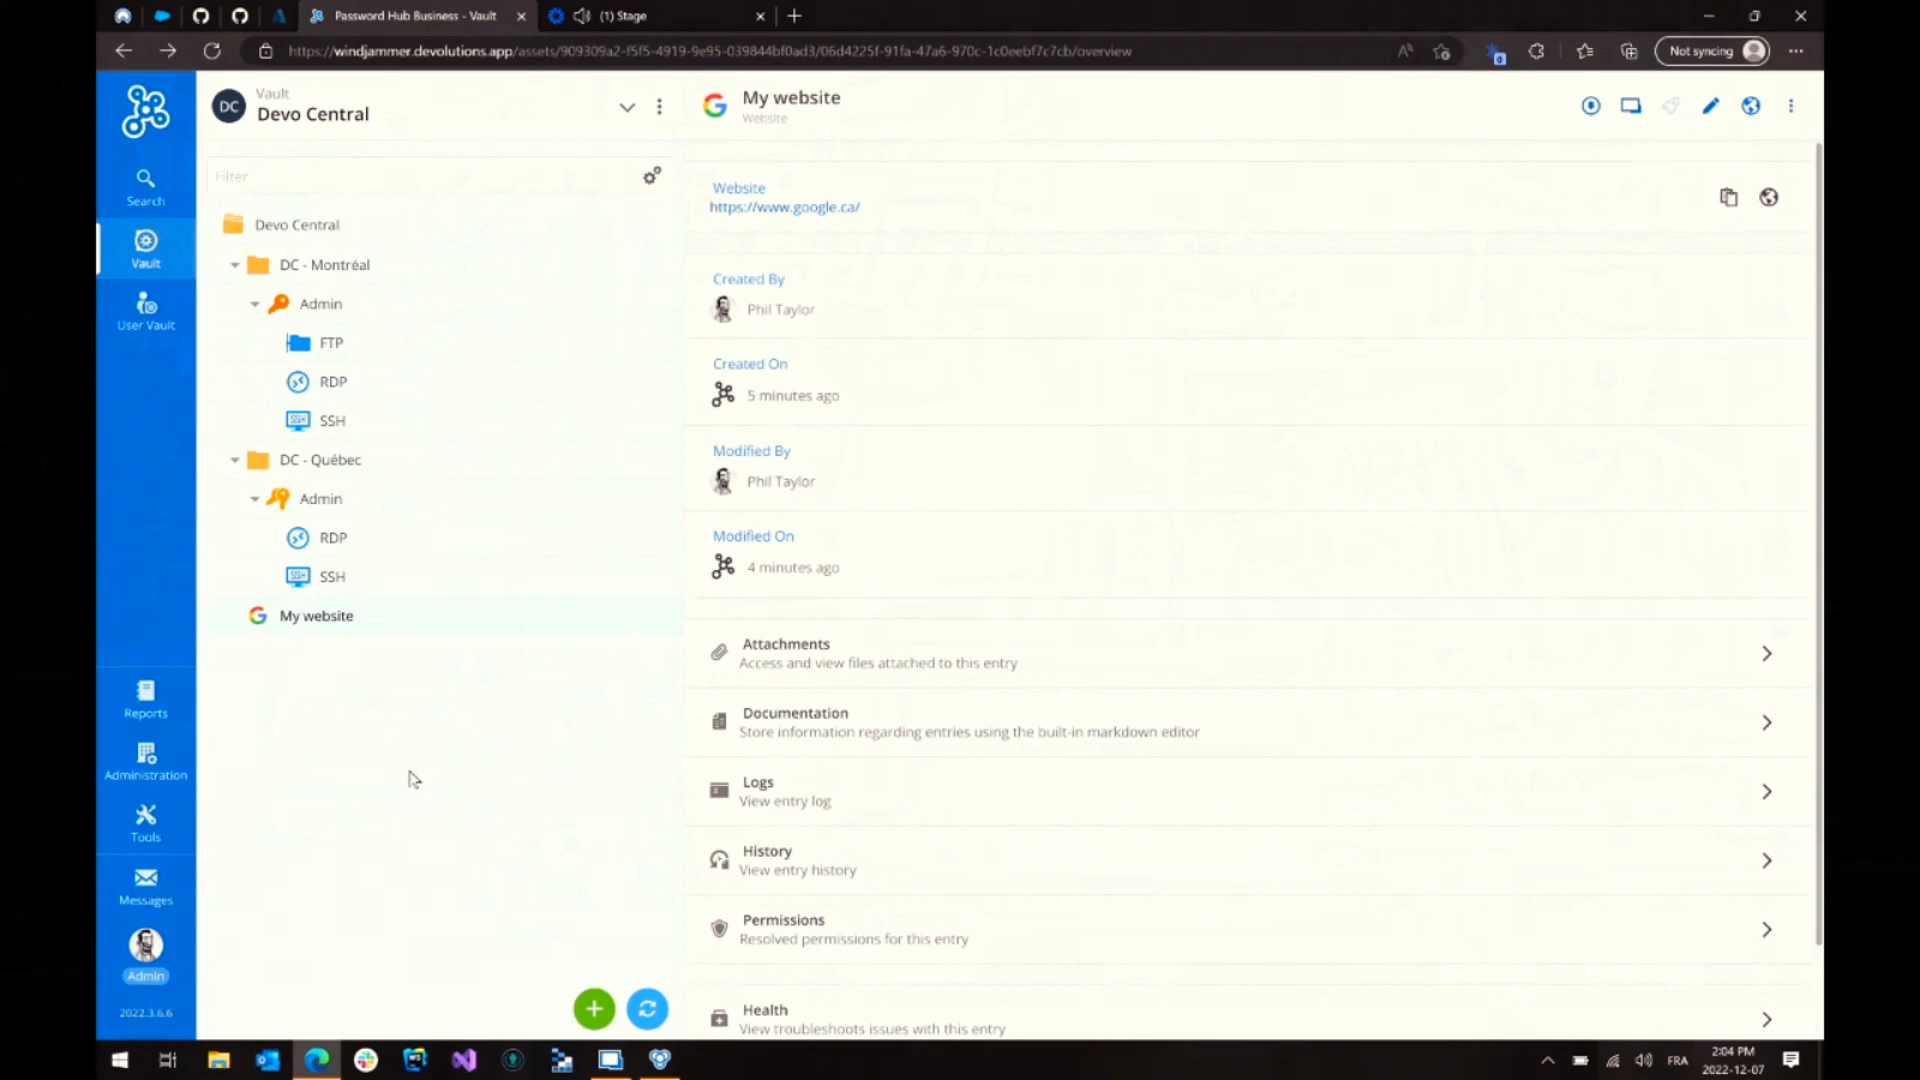 Password Hub Business - Vault
(1) Stage
https://windjammer.devolutions.app/assets/909309a2-f5f5-4919-9e95-039844bf0ad3/06d4225f-91fa-47a6-970c-1c0eebf7c7cb/overview
Not syncing
DC
Vault
Devo Central
Filter
Search
Vault
User Vault
Reports
Administration
Tools
Messages
Admin
2022.3.6.6
Devo Central
DC - Montréal
Admin
FTP
RDP
SSH
SSH
DC - Québec
Admin
RDP
SSH
SSH
My website
My website
Website
Website
https://www.google.ca/
Created By
Phil Taylor
Created On
5 minutes ago
Modified By
Phil Taylor
Modified On
4 minutes ago
Attachments
Access and view files attached to this entry
Documentation
Store information regarding entries using the built-in markdown editor
Logs
View entry log
History
View entry history
Permissions
Resolved permissions for this entry
Health
View troubleshoots issues with this entry
FRA
2:04 PM
2022-12-07